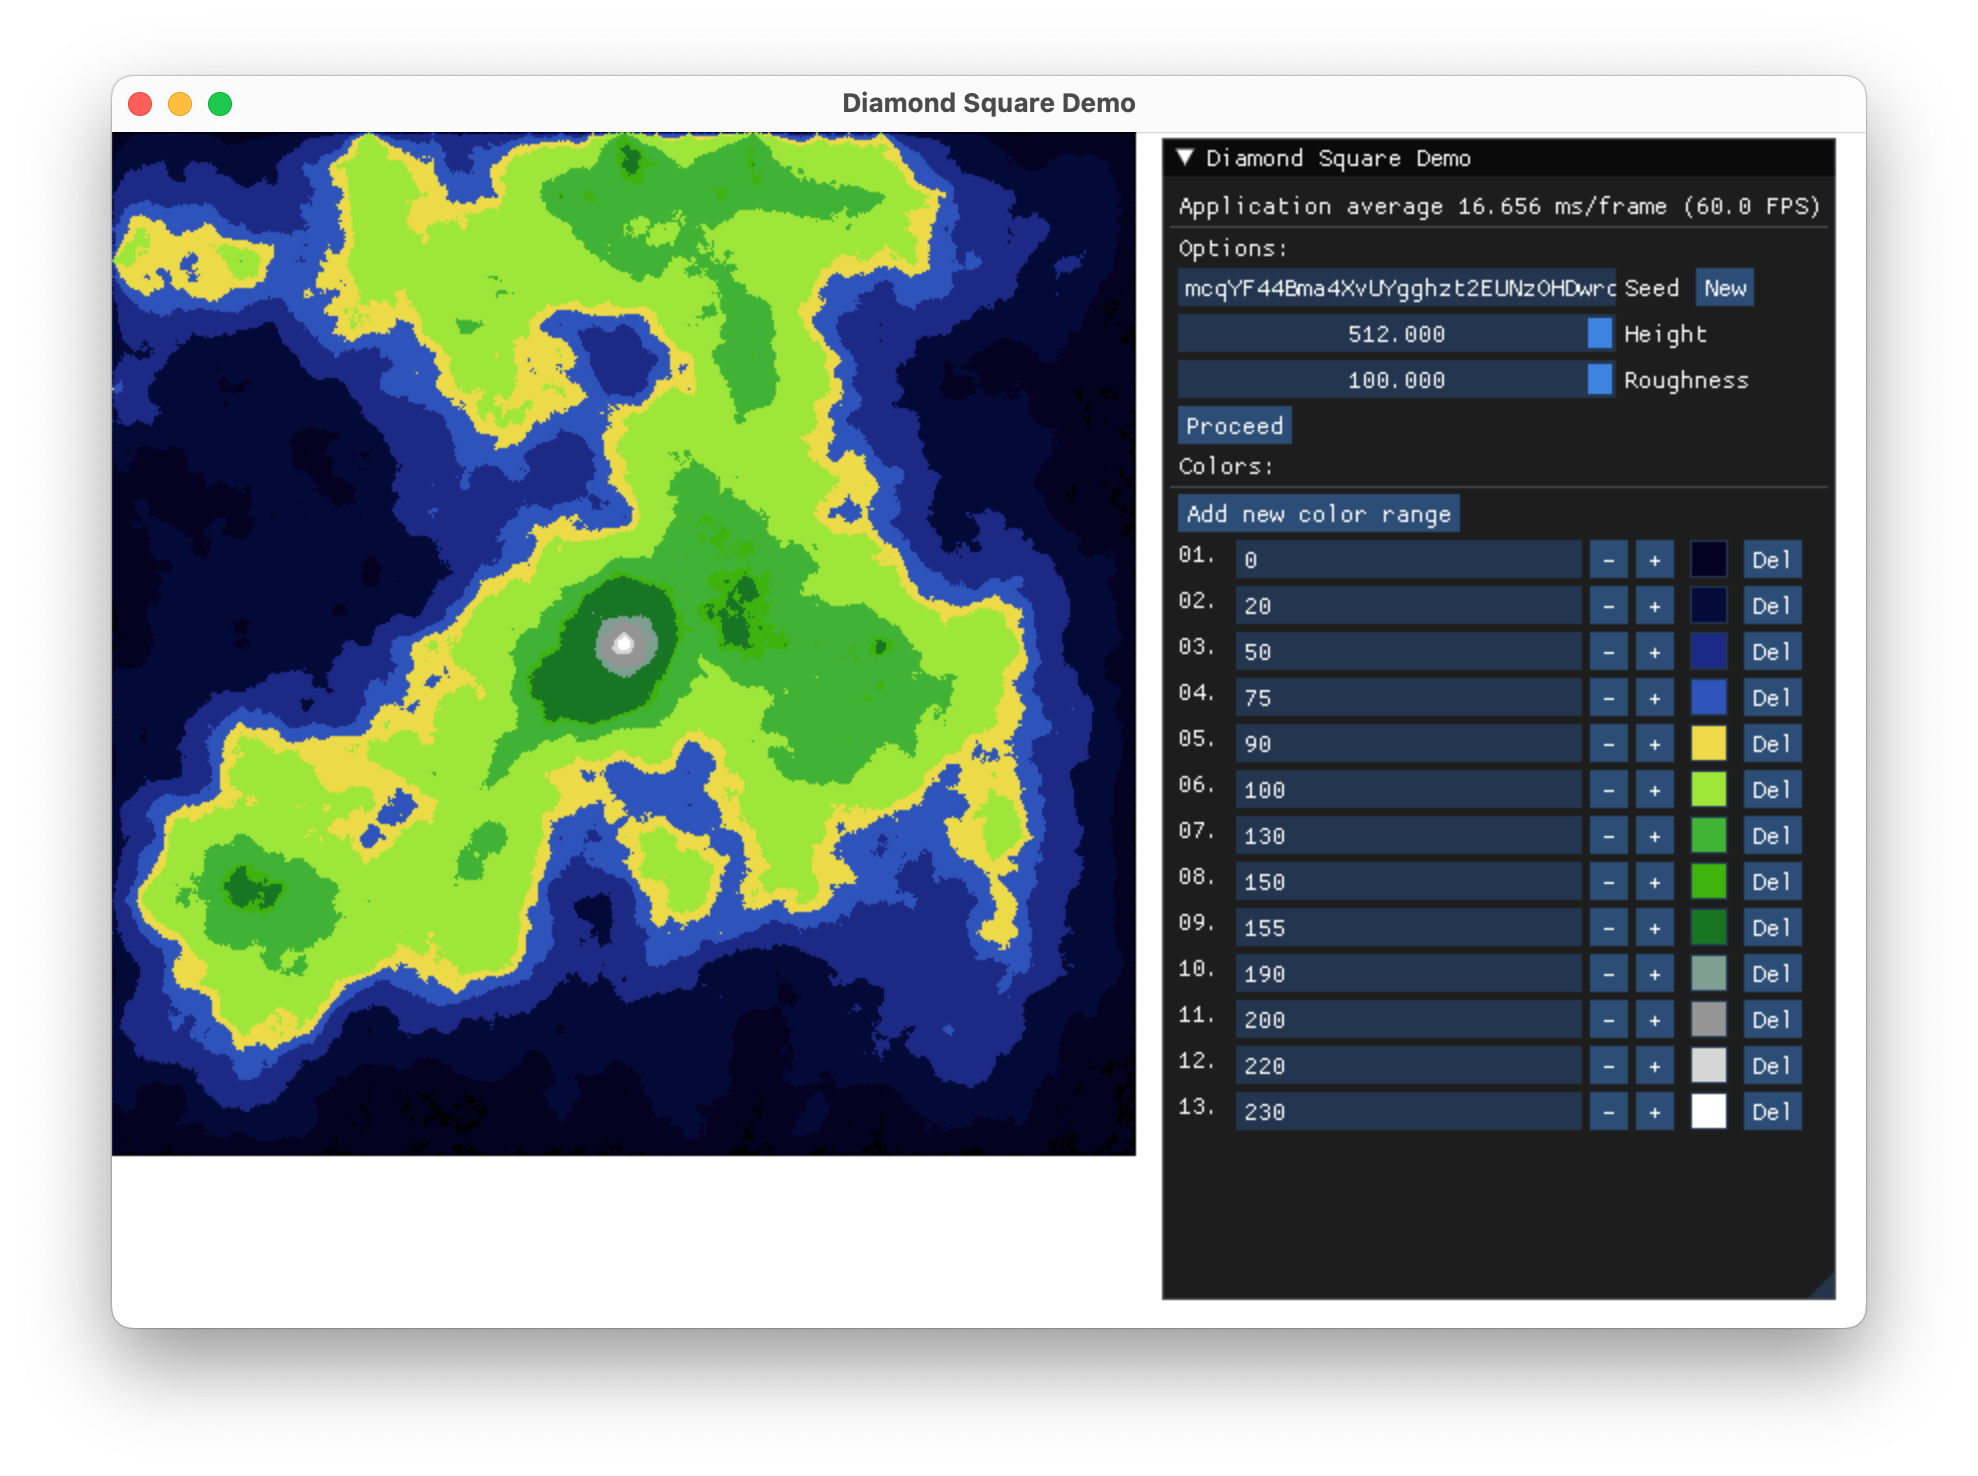 Diamond Square Demo
Diamond Square Demo
Application average 16.656 ms/frame (60.0 FPS)
Options:
Seed New
512.000 Height
100.000 Roughness
Proceed
Colors:
Add new color range
01. 0 - + Del
02. 20 - + Del
03. 50 - + Del
04. 75 - + Del
05. 90 - + Del
06. 100 - + Del
07. 130 - + Del
08. 150 - + Del
09. 155 - + Del
10. 190 - + Del
11. 200 - + Del
12. 220 - + Del
13. 230 - + Del